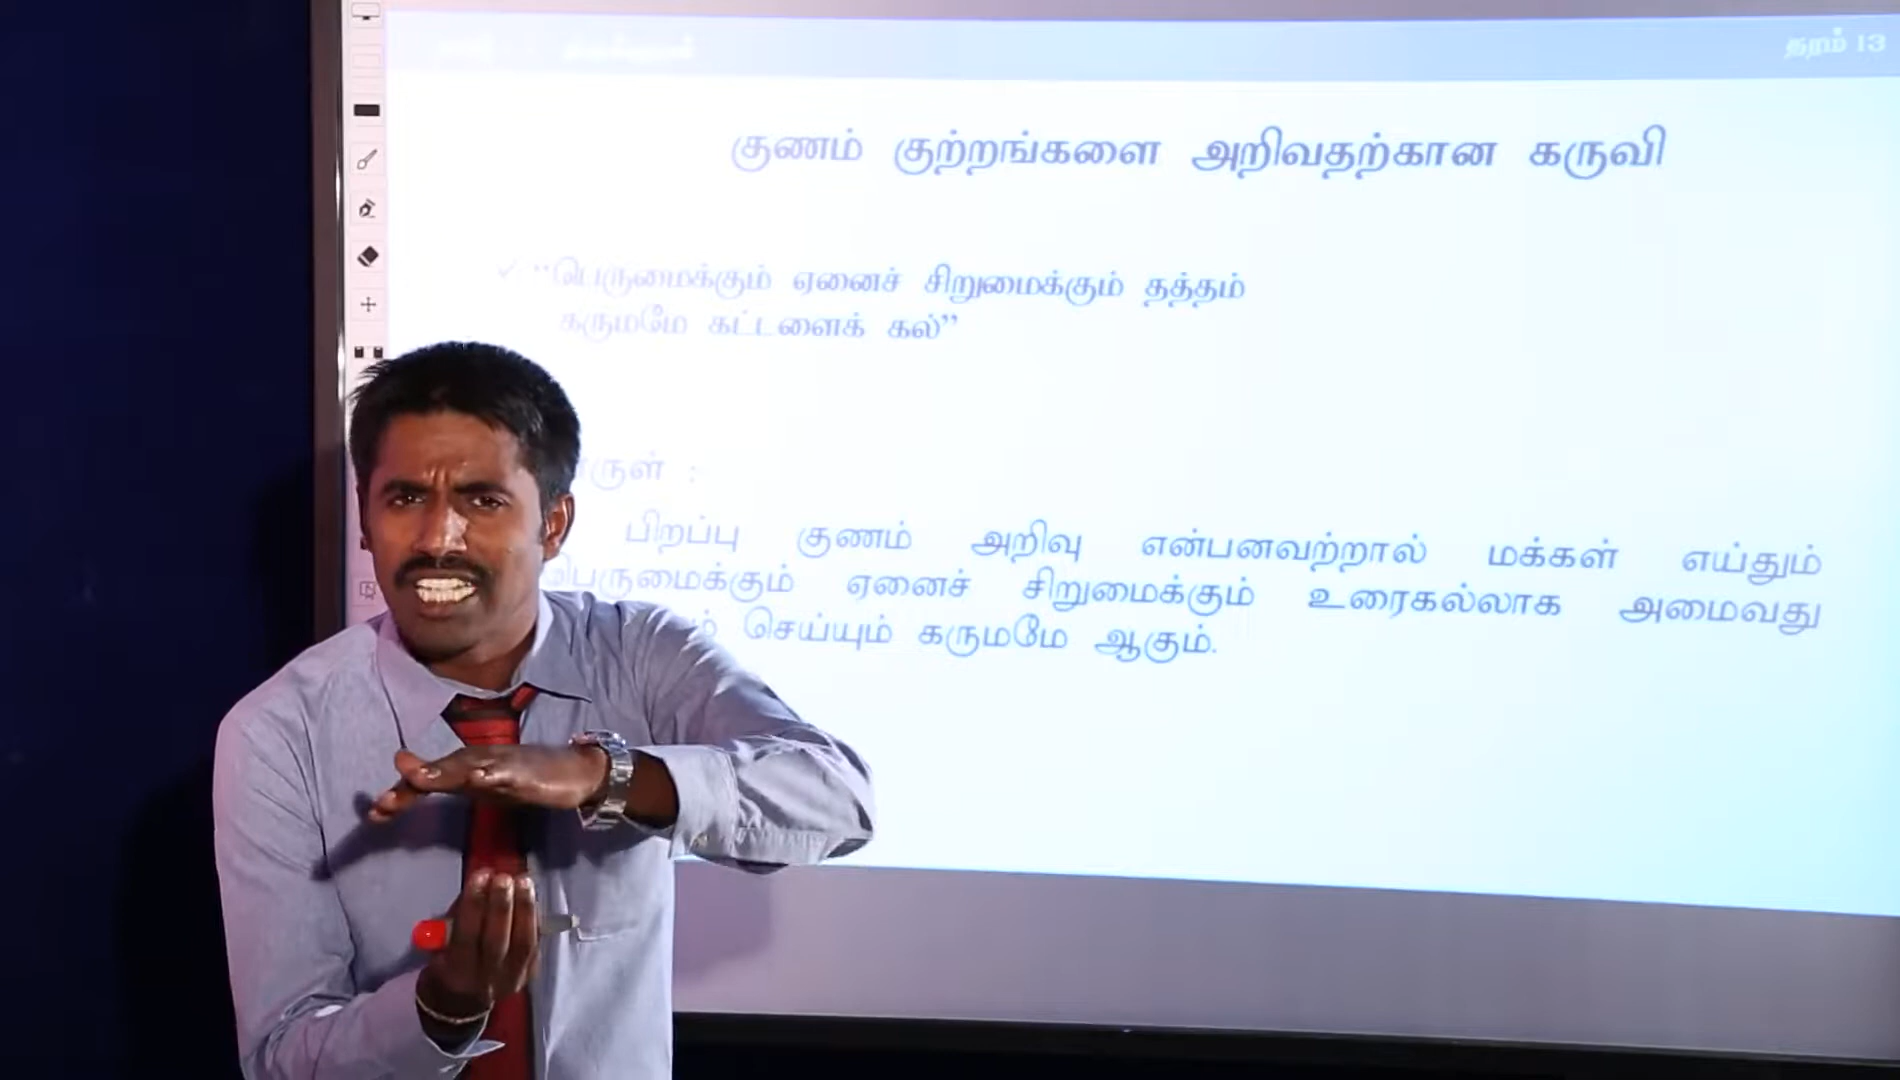 தரம் 13
குணம் குற்றங்களை அறிவதற்கான கருவி
"பெருமைக்கும் ஏனைச் சிறுமைக்கும் தத்தம்
கருமமே கட்டளைக் கல்"
பிறப்பு குணம் அறிவு என்பனவற்றால் மக்கள் எய்தும்
பெருமைக்கும் ஏனைச் சிறுமைக்கும் உரைகல்லாக அமைவது
செய்யும் கருமமே ஆகும்.